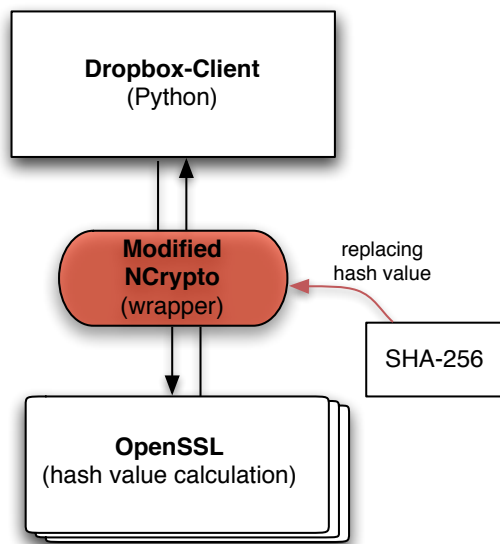 Dropbox-Client
(Python)
Modified
NCrypto
(wrapper)
replacing
hash value
SHA-256
OpenSSL
(hash value calculation)